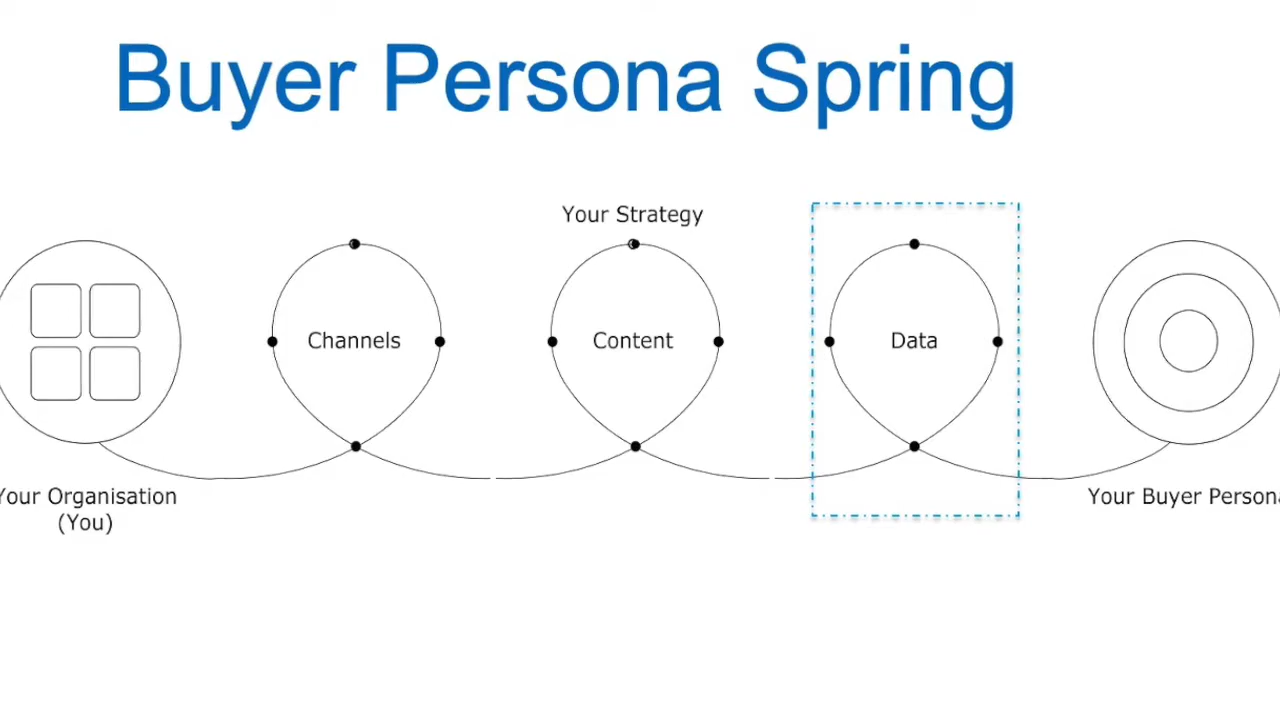 Buyer Persona Spring
Your Strategy
Channels
Content
Data
Your Organisation
(You)
Your Buyer Persona